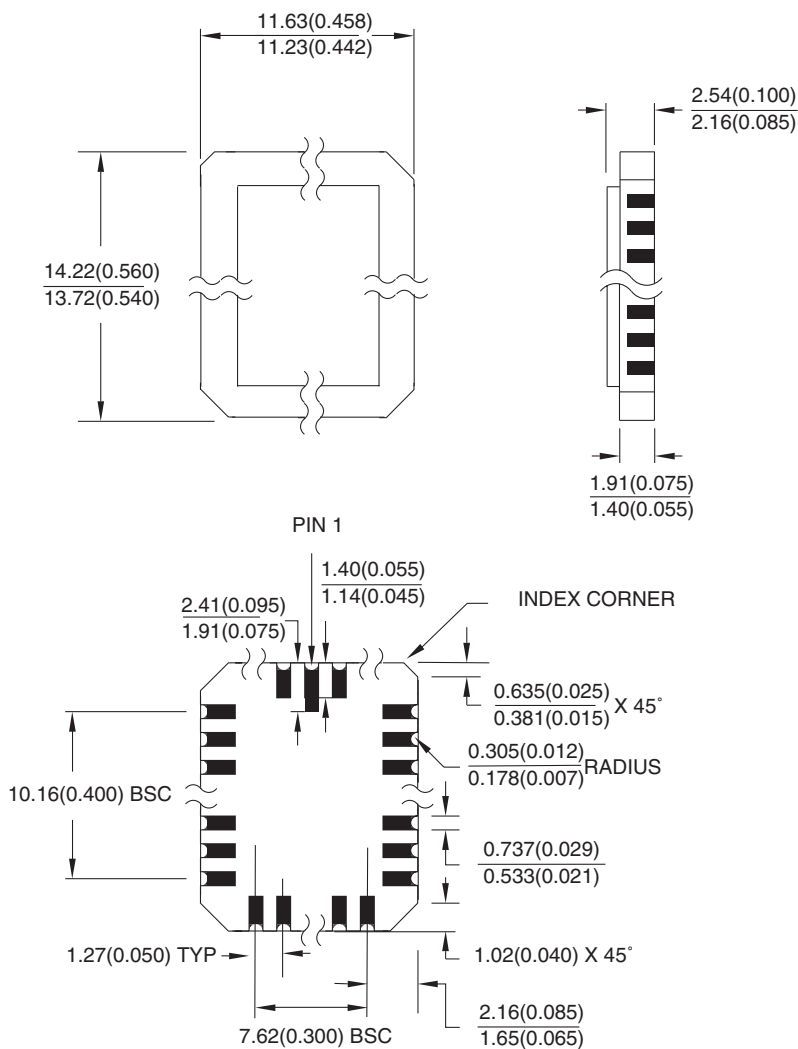 11.63(0.458)
11.23(0.442)
2.54(0.100)
2.16(0.085)
14.22(0.560)
13.72(0.540)
1.91(0.075)
1.40(0.055)
PIN 1
1.40(0.055)
1.14(0.045)
2.41(0.095)
1.91(0.075)
INDEX CORNER
0.635(0.025)
0.381(0.015) X 45°
0.305(0.012)
0.178(0.007) RADIUS
10.16(0.400) BSC
0.737(0.029)
0.533(0.021)
1.27(0.050) TYP
1.02(0.040) X 45°
7.62(0.300) BSC
2.16(0.085)
1.65(0.065)